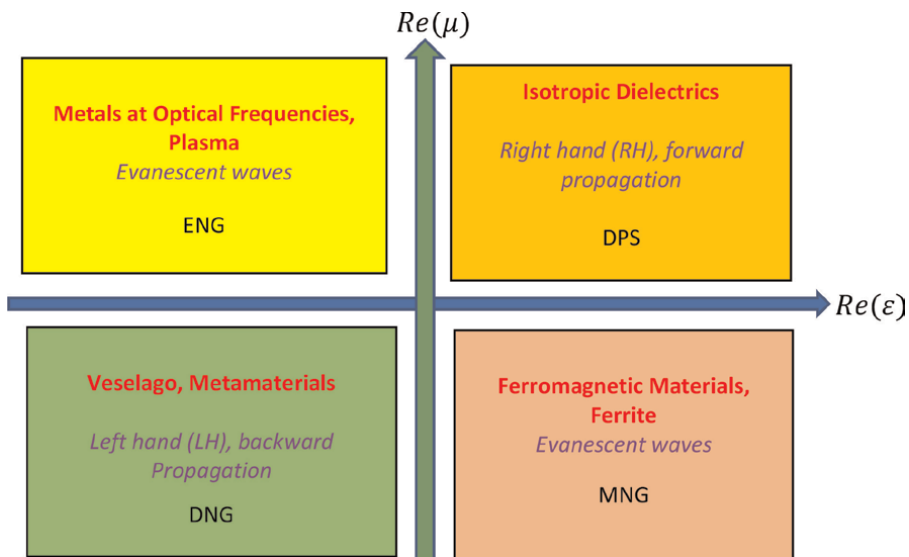 Re(μ)
Metals at Optical Frequencies,
Plasma
Evanescent waves
ENG
Isotropic Dielectrics
Right hand (RH), forward
propagation
DPS
Re(ε)
Veselago, Metamaterials
Left hand (LH), backward
Propagation
DNG
Ferromagnetic Materials,
Ferrite
Evanescent waves
MNG